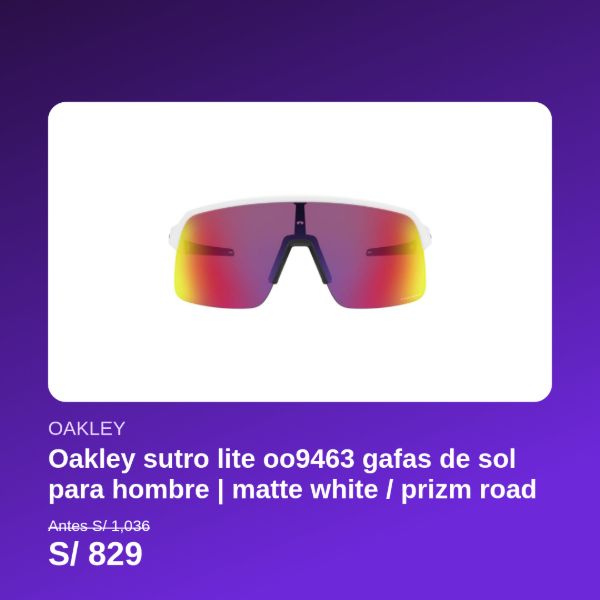 OAKLEY
Oakley sutro lite oo9463 gafas de sol
para hombre | matte white / prizm road
Antes S/ 1,036
S/ 829